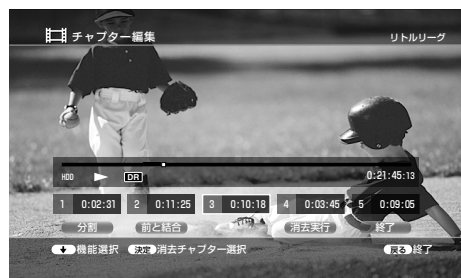 チャプター編集 リトルリーグ
HDD DR 0:21:45:13
1 0:02:31 2 0:11:25 3 0:10:18 4 0:03:45 5 0:09:05
分割 前と結合 消去実行 終了
機能選択 決定 消去チャプター選択 戻る 終了